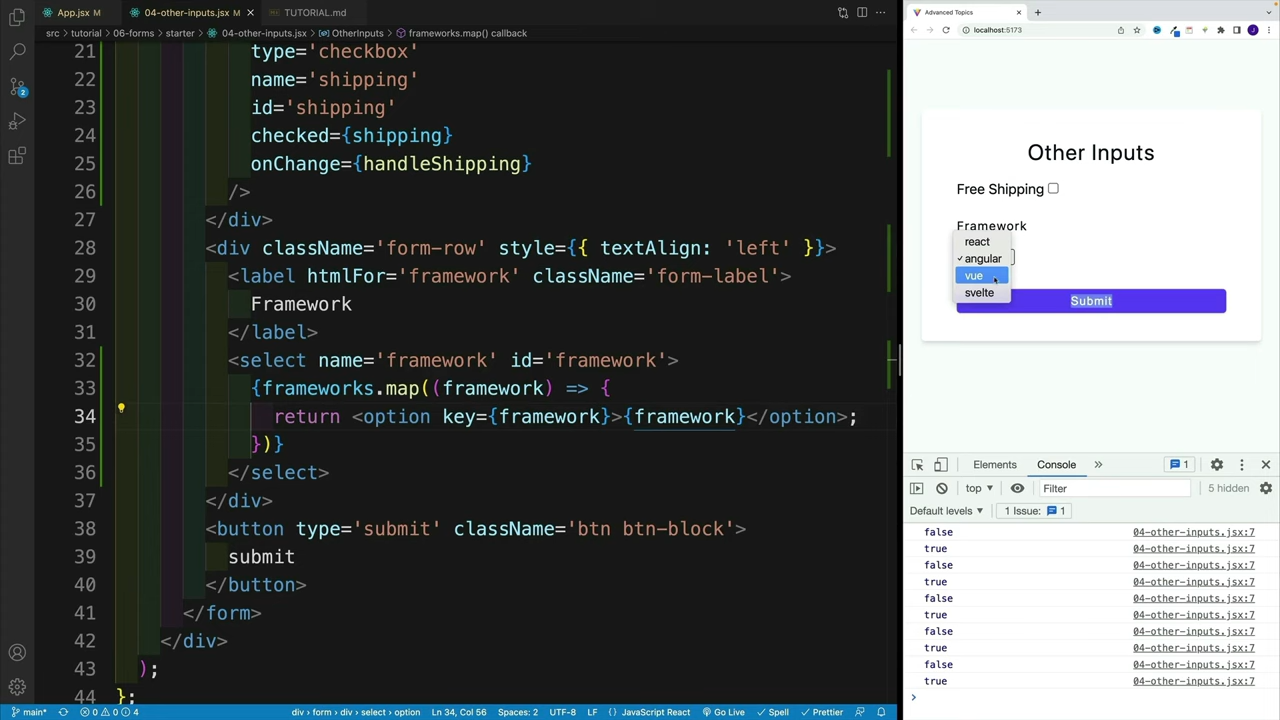 App.jsx M
04-other-inputs.jsx M
TUTORIAL.md
src > tutorial > 06-forms > starter > 04-other-inputs.jsx > OtherInputs > frameworks.map() callback
21 type='checkbox'
22 name='shipping'
23 id='shipping'
24 checked={shipping}
25 onChange={handleShipping}
26 />
27 </div>
28 <div className='form-row' style={{ textAlign: 'left' }}>
29 <label htmlFor='framework' className='form-label'>
30 Framework
31 </label>
32 <select name='framework' id='framework'>
33 {frameworks.map((framework) => {
34 return <option key={framework}>{framework}</option>;
35 })}
36 </select>
37 </div>
38 <button type='submit' className='btn btn-block'>
39 submit
40 </button>
41 </form>
42 </div>
43 );
44 };
2
main* 0 0 4 div > form > div > select > option Ln 34, Col 56 Spaces: 2 UTF-8 LF {} JavaScript React Go Live Spell Prettier
Advanced Topics
localhost:5173
J
Other Inputs
Free Shipping
Framework
react
✓ angular
vue
svelte
Submit
Elements Console » 1
top Filter 5 hidden
Default levels 1 Issue: 1
false 04-other-inputs.jsx:7
true 04-other-inputs.jsx:7
false 04-other-inputs.jsx:7
true 04-other-inputs.jsx:7
false 04-other-inputs.jsx:7
true 04-other-inputs.jsx:7
false 04-other-inputs.jsx:7
true 04-other-inputs.jsx:7
false 04-other-inputs.jsx:7
true 04-other-inputs.jsx:7
>